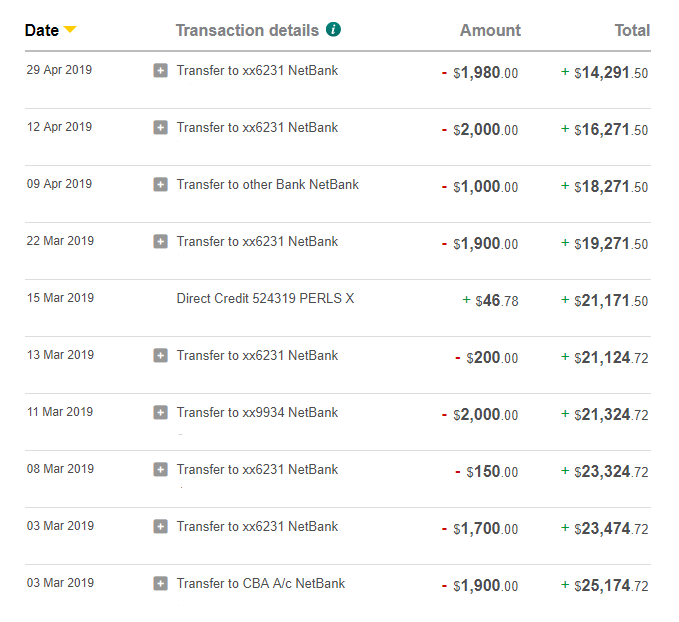 Date Transaction details i Amount Total
29 Apr 2019 + Transfer to xx6231 NetBank - $1,980.00 + $14,291.50
12 Apr 2019 + Transfer to xx6231 NetBank - $2,000.00 + $16,271.50
09 Apr 2019 + Transfer to other Bank NetBank - $1,000.00 + $18,271.50
22 Mar 2019 + Transfer to xx6231 NetBank - $1,900.00 + $19,271.50
15 Mar 2019 Direct Credit 524319 PERLS X + $46.78 + $21,171.50
13 Mar 2019 + Transfer to xx6231 NetBank - $200.00 + $21,124.72
11 Mar 2019 + Transfer to xx9934 NetBank - $2,000.00 + $21,324.72
08 Mar 2019 + Transfer to xx6231 NetBank - $150.00 + $23,324.72
03 Mar 2019 + Transfer to xx6231 NetBank - $1,700.00 + $23,474.72
03 Mar 2019 + Transfer to CBA A/c NetBank - $1,900.00 + $25,174.72